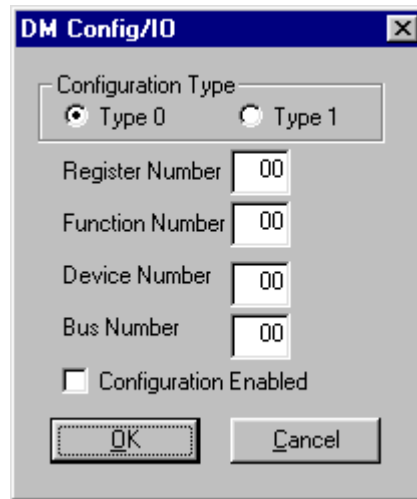 DM Config/IO
Configuration Type
Type 0 Type 1
Register Number 00
Function Number 00
Device Number 00
Bus Number 00
Configuration Enabled
OK Cancel